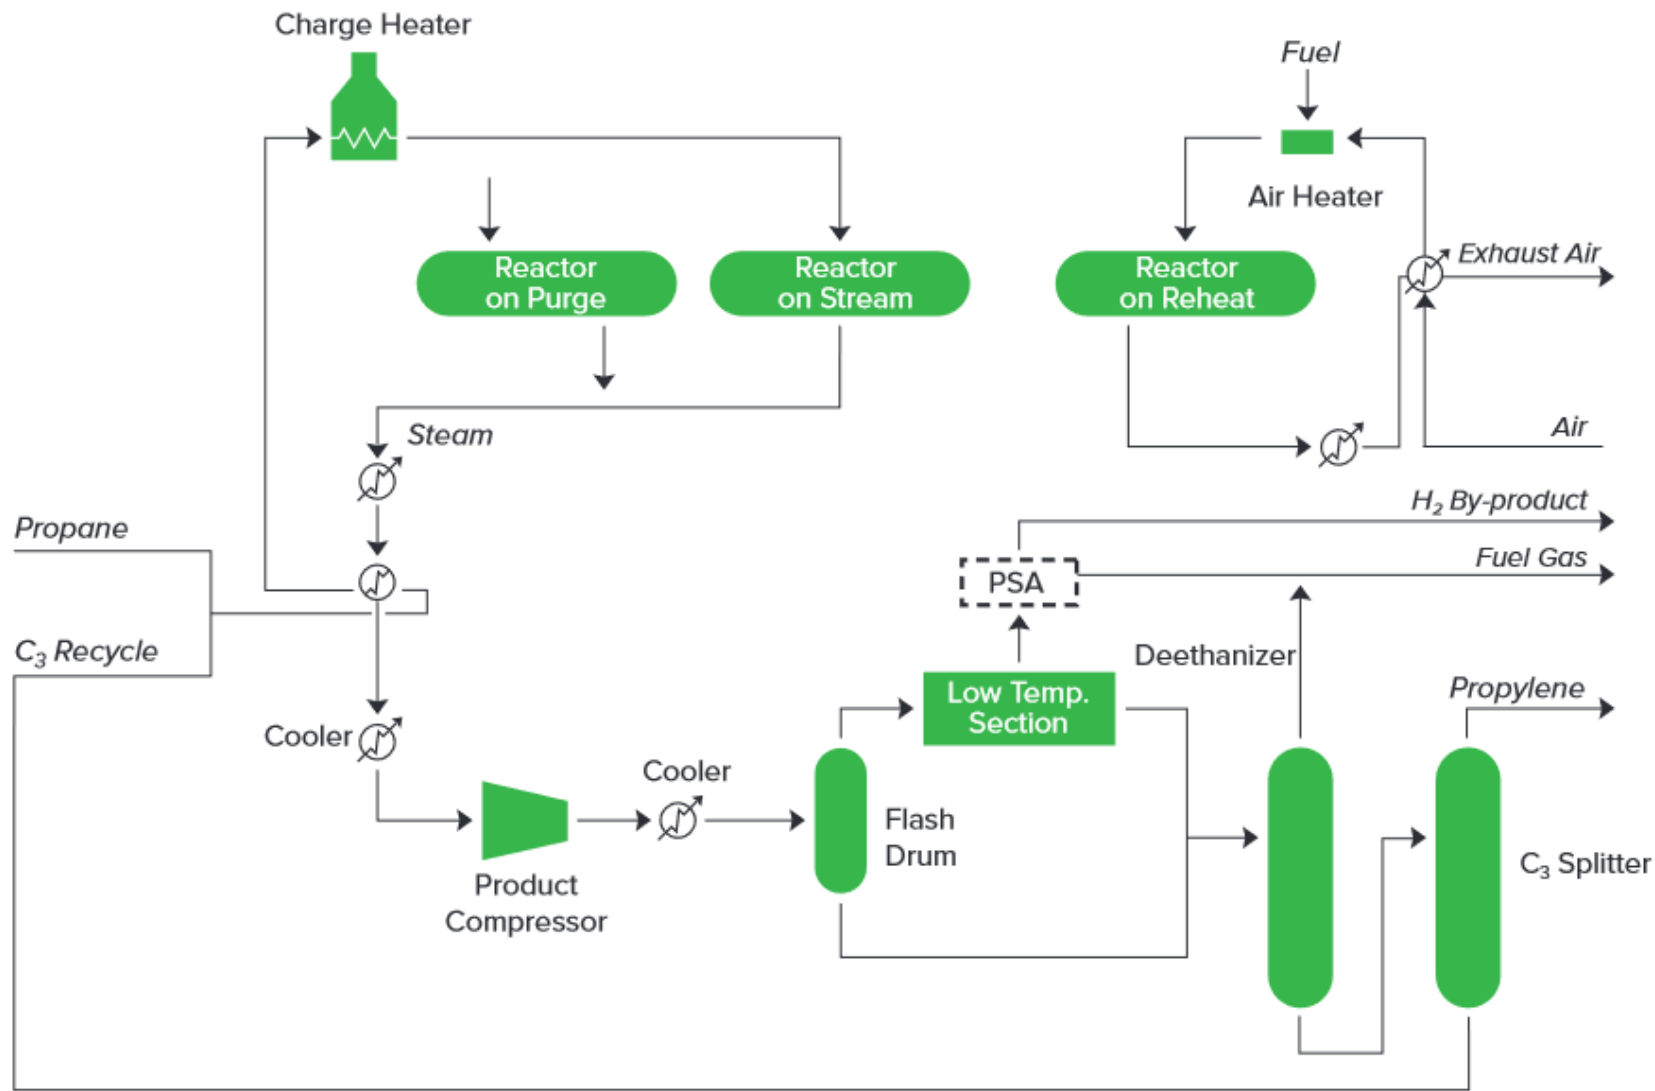 Charge Heater
Fuel
Air Heater
Reactor
on Purge
Reactor
on Stream
Reactor
on Reheat
Exhaust Air
Steam
Air
H₂ By-product
Propane
Fuel Gas
PSA
C₃ Recycle
Deethanizer
Low Temp.
Section
Propylene
Cooler
Cooler
Flash
Drum
C₃ Splitter
Product
Compressor